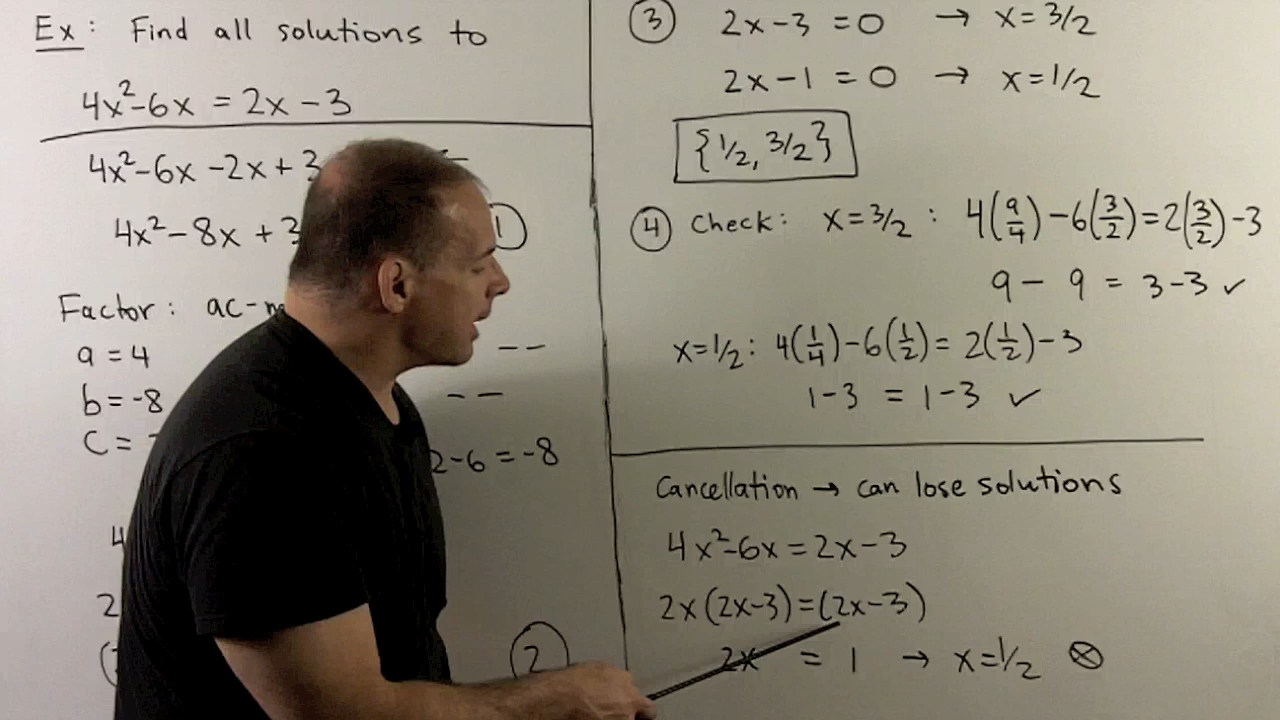 Ex: Find all solutions to
4x²-6x = 2x-3
4x²-6x-2x+3
4x²-8x+3
1
Factor: ac-m
a = 4
b = -8
c =
-- 
--
2-6 = -8
4
2
(
2
3 2x-3 = 0 → x = 3/2
2x-1 = 0 → x = 1/2
{1/2, 3/2}
4 Check: x = 3/2 : 4(9/4)-6(3/2)=2(3/2)-3
9 - 9 = 3-3 ✓
x=1/2: 4(1/4)-6(1/2)= 2(1/2)-3
1-3 = 1-3 ✓
Cancellation → can lose solutions
4x²-6x = 2x-3
2x(2x-3)=(2x-3)
2x = 1 → x=1/2 ⊗